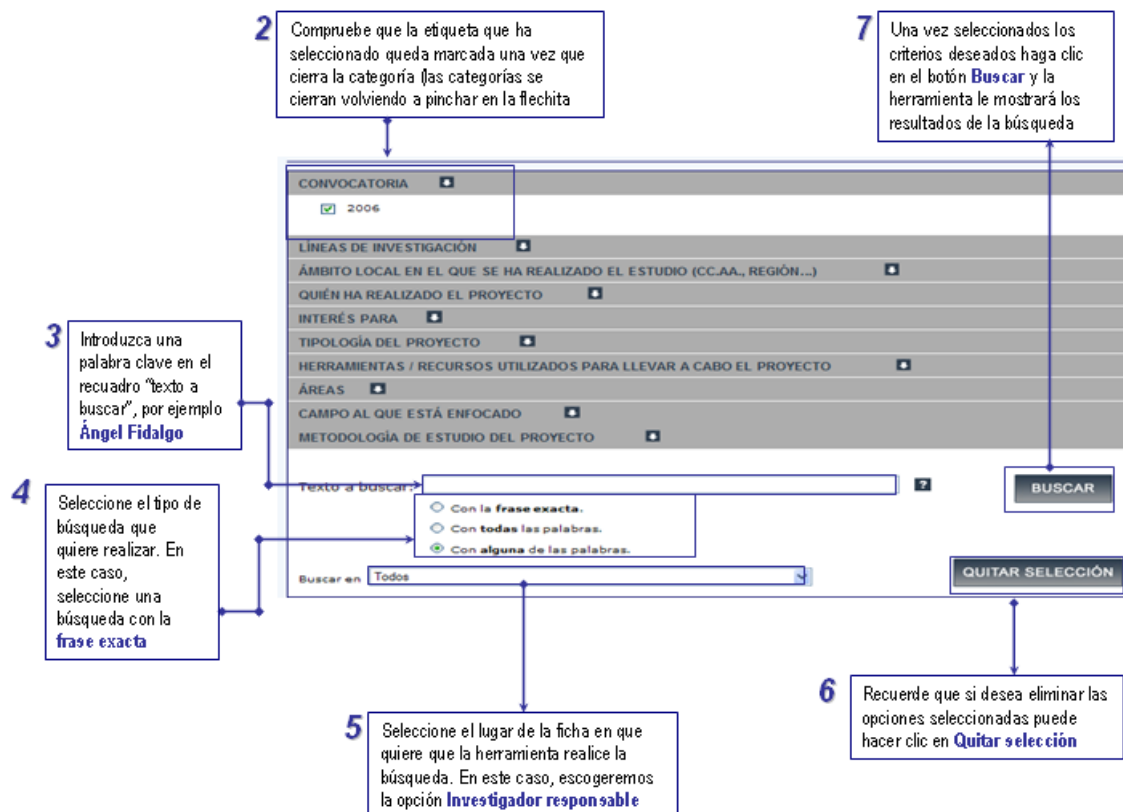 2
Compruebe que la etiqueta que ha
seleccionado queda marcada una vez que
cierra la categoría (las categorías se
cierran volviendo a pinchar en la flechita
7
Una vez seleccionados los
criterios deseados haga clic
en el botón Buscar y la
herramienta le mostrará los
resultados de la búsqueda
CONVOCATORIA
2006
LÍNEAS DE INVESTIGACIÓN
ÁMBITO LOCAL EN EL QUE SE HA REALIZADO EL ESTUDIO (CC.AA., REGIÓN...)
QUIÉN HA REALIZADO EL PROYECTO
INTERÉS PARA
TIPOLOGÍA DEL PROYECTO
HERRAMIENTAS / RECURSOS UTILIZADOS PARA LLEVAR A CABO EL PROYECTO
ÁREAS
CAMPO AL QUE ESTÁ ENFOCADO
METODOLOGÍA DE ESTUDIO DEL PROYECTO
3
Introduzca una
palabra clave en el
recuadro “texto a
buscar”, por ejemplo
Ángel Fidalgo
Texto a buscar:
?
BUSCAR
Con la frase exacta.
Con todas las palabras.
Con alguna de las palabras.
Buscar en Todos
QUITAR SELECCIÓN
4
Seleccione el tipo de
búsqueda que
quiere realizar. En
este caso,
seleccione una
búsqueda con la
frase exacta
5
Seleccione el lugar de la ficha en que
quiere que la herramienta realice la
búsqueda. En este caso, escogeremos
la opción Investigador responsable
6
Recuerde que si desea eliminar las
opciones seleccionadas puede
hacer clic en Quitar selección